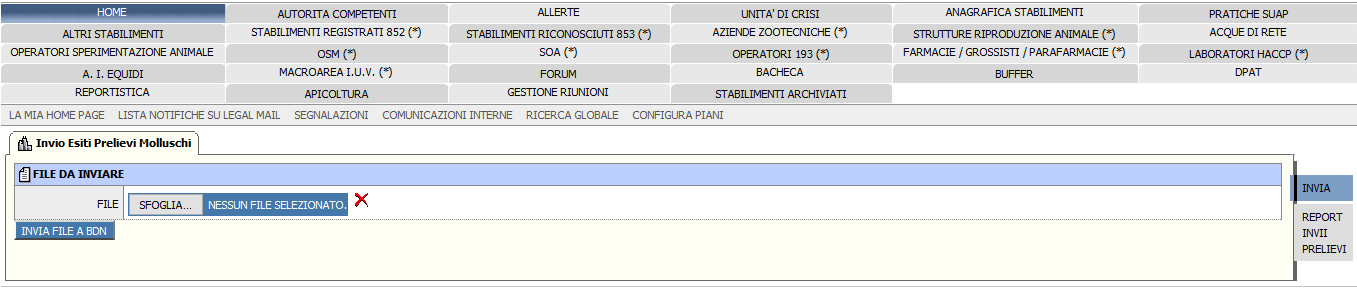 HOME AUTORITA COMPETENTI ALLERTE UNITA' DI CRISI ANAGRAFICA STABILIMENTI PRATICHE SUAP
ALTRI STABILIMENTI STABILIMENTI REGISTRATI 852 (*) STABILIMENTI RICONOSCIUTI 853 (*) AZIENDE ZOOTECNICHE (*) STRUTTURE RIPRODUZIONE ANIMALE (*) ACQUE DI RETE
OPERATORI SPERIMENTAZIONE ANIMALE OSM (*) SOA (*) OPERATORI 193 (*) FARMACIE / GROSSISTI / PARAFARMACIE (*) LABORATORI HACCP (*)
A. I. EQUIDI MACROAREA I.U.V. (*) FORUM BACHECA BUFFER DPAT
REPORTISTICA APICOLTURA GESTIONE RIUNIONI STABILIMENTI ARCHIVIATI
LA MIA HOME PAGE LISTA NOTIFICHE SU LEGAL MAIL SEGNALAZIONI COMUNICAZIONI INTERNE RICERCA GLOBALE CONFIGURA PIANI
Invio Esiti Prelievi Molluschi
FILE DA INVIARE
FILE SFOGLIA... NESSUN FILE SELEZIONATO.
INVIA FILE A BDN
INVIA
REPORT
INVII
PRELIEVI